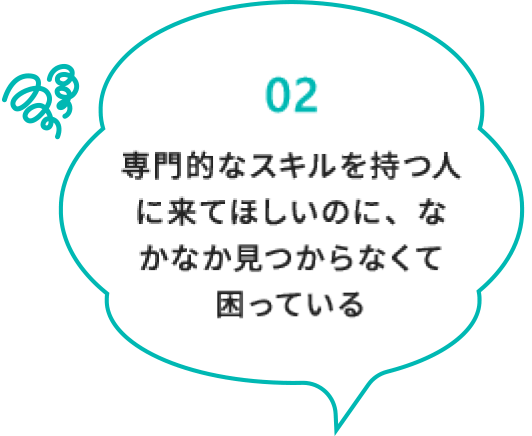 02
専門的なスキルを持つ人
に来てほしいのに、な
かなか見つからなくて
困っている